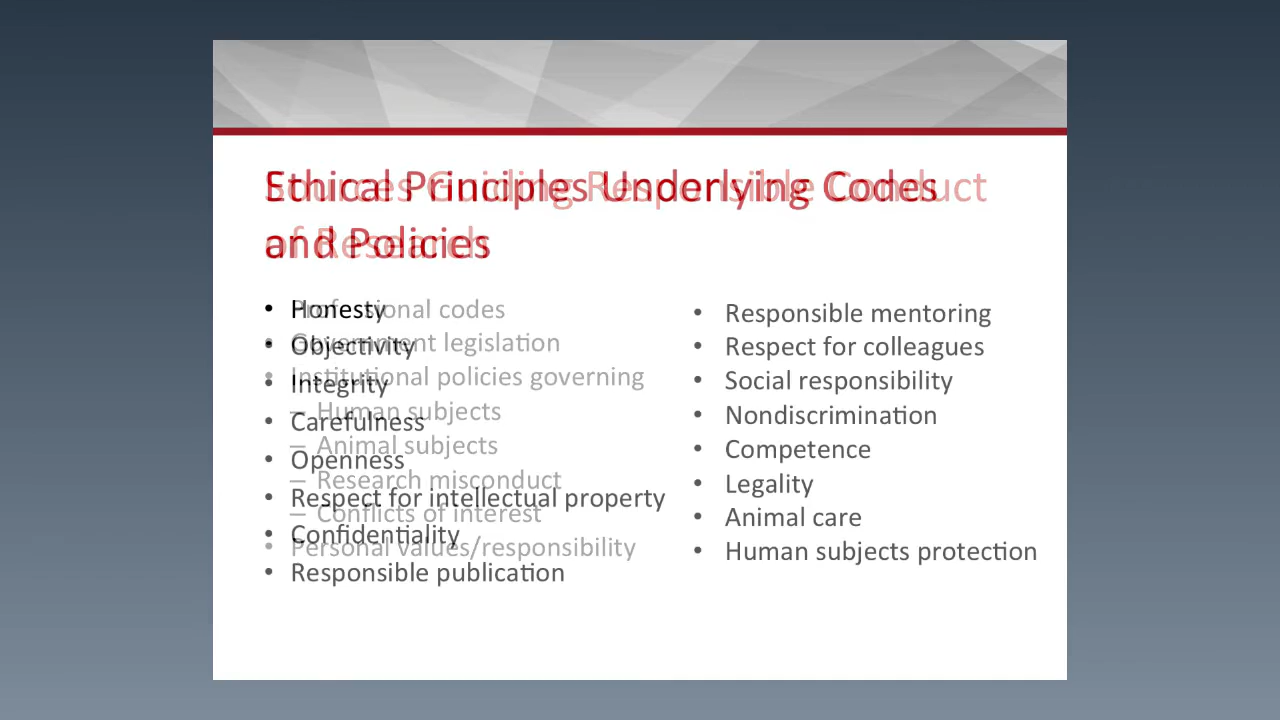 Ethical Principles Underlying Codes
and Policies
Sources Guiding Responsible Conduct
of Research
• Honesty
• Objectivity
• Integrity
• Carefulness
• Openness
• Respect for intellectual property
• Confidentiality
• Responsible publication
• Professional codes
• Government legislation
• Institutional policies governing
– Human subjects
– Animal subjects
– Research misconduct
– Conflicts of interest
• Personal values/responsibility
• Responsible mentoring
• Respect for colleagues
• Social responsibility
• Nondiscrimination
• Competence
• Legality
• Animal care
• Human subjects protection